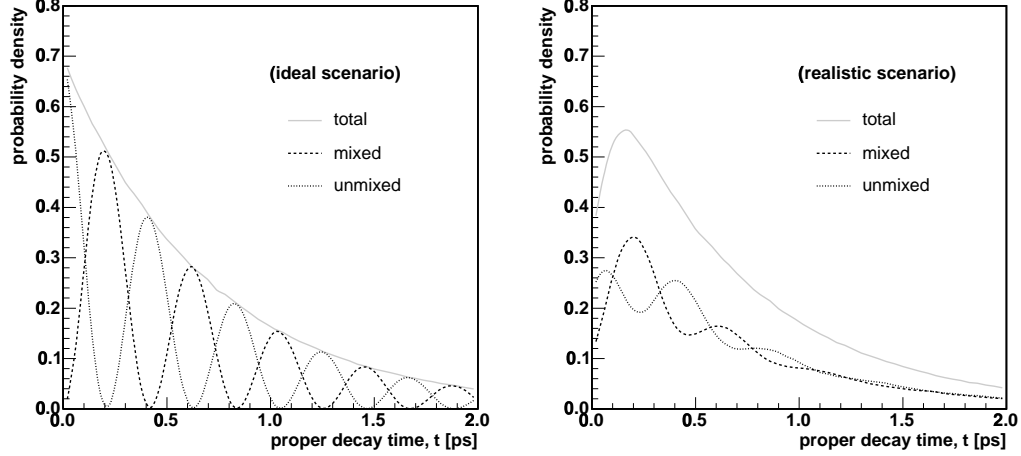 probability density
0.8
0.7
0.6
0.5
0.4
0.3
0.2
0.1
0.0
(ideal scenario)
total
mixed
unmixed
0.0 0.5 1.0 1.5 2.0
proper decay time, t [ps]
probability density
0.8
0.7
0.6
0.5
0.4
0.3
0.2
0.1
0.0
(realistic scenario)
total
mixed
unmixed
0.0 0.5 1.0 1.5 2.0
proper decay time, t [ps]